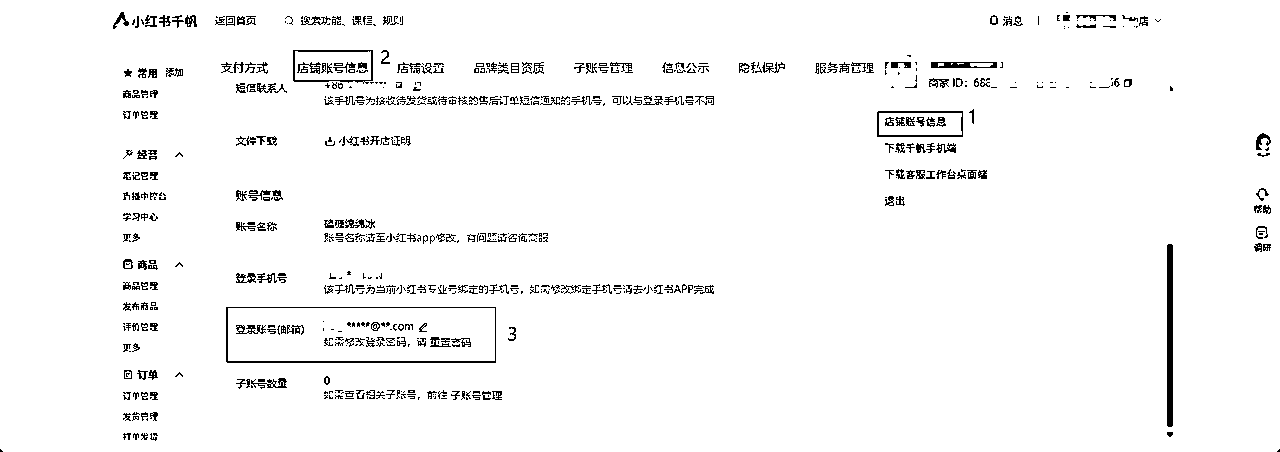 小红书千帆 返回首页 搜索功能、课程、规则 消息 店
支付方式 店铺账号信息 2 店铺设置 品牌类目资质 子账号管理 信息公示 隐私保护 服务商管理
商家 ID: 688
店铺账号信息 1
下载千帆手机端
下载客服工作台桌面端
退出
帮助
调研
常用 添加
商品管理
订单管理
经营
笔记管理
直播中控台
学习中心
更多
商品
商品管理
发布商品
评价管理
更多
订单
订单管理
发货管理
打单发货
短信联系人 +86
该手机号为接收待发货或待审核的售后订单短信通知的手机号，可以与登录手机号不同
文件下载 小红书开店证明
账号信息
账号名称
账号名称请至小红书app修改，有问题请咨询客服
登录手机号
该手机号为当前小红书专业号绑定的手机号，如需修改绑定手机号请去小红书APP完成
登录账号(邮箱) *****@**.com 3
如需修改登录密码，请 重置密码
子账号数量 0
如需查看相关子账号，前往 子账号管理